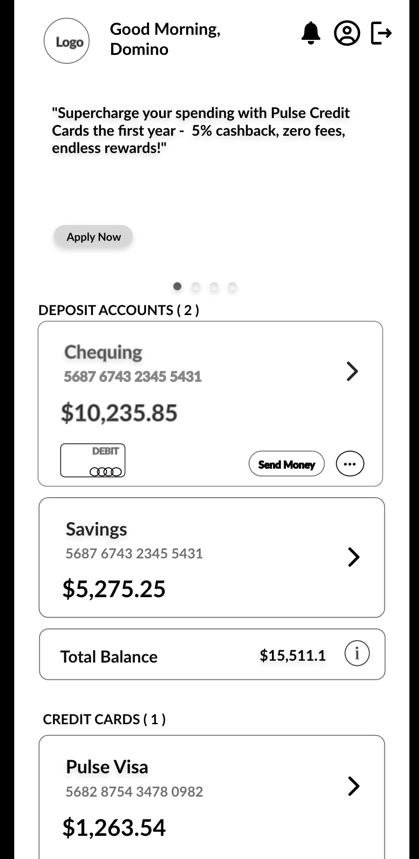 Logo
Good Morning,
Domino
"Supercharge your spending with Pulse Credit
Cards the first year - 5% cashback, zero fees,
endless rewards!"
Apply Now
DEPOSIT ACCOUNTS ( 2 )
Chequing
5687 6743 2345 5431
$10,235.85
DEBIT
Send Money
Savings
5687 6743 2345 5431
$5,275.25
Total Balance $15,511.1
i
CREDIT CARDS ( 1 )
Pulse Visa
5682 8754 3478 0982
$1,263.54